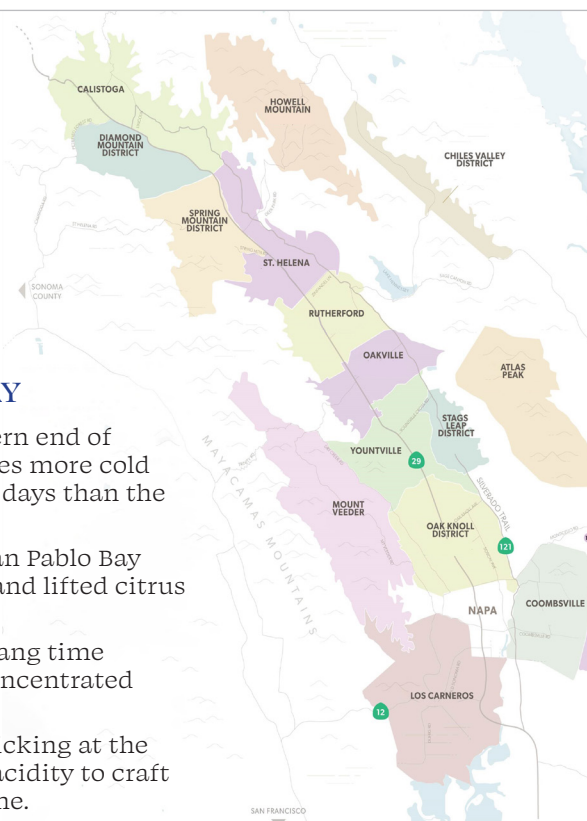 CALISTOGA
HOWELL
MOUNTAIN
DIAMOND
MOUNTAIN
DISTRICT
CHILES VALLEY
DISTRICT
SPRING
MOUNTAIN
DISTRICT
ST. HELENA
SONOMA
COUNTY
RUTHERFORD
OAKVILLE
ATLAS
PEAK
AY
ern end of
es more cold
days than the
STAGS
LEAP
DISTRICT
YOUNTVILLE
29
MAYACAMAS MOUNTAINS
MOUNT
VEEDER
SILVERADO TRAIL
OAK KNOLL
DISTRICT
121
an Pablo Bay
and lifted citrus
NAPA
COOMBSVILLE
ang time
oncentrated
LOS CARNEROS
12
icking at the
acidity to craft
ne.
SAN FRANCISCO